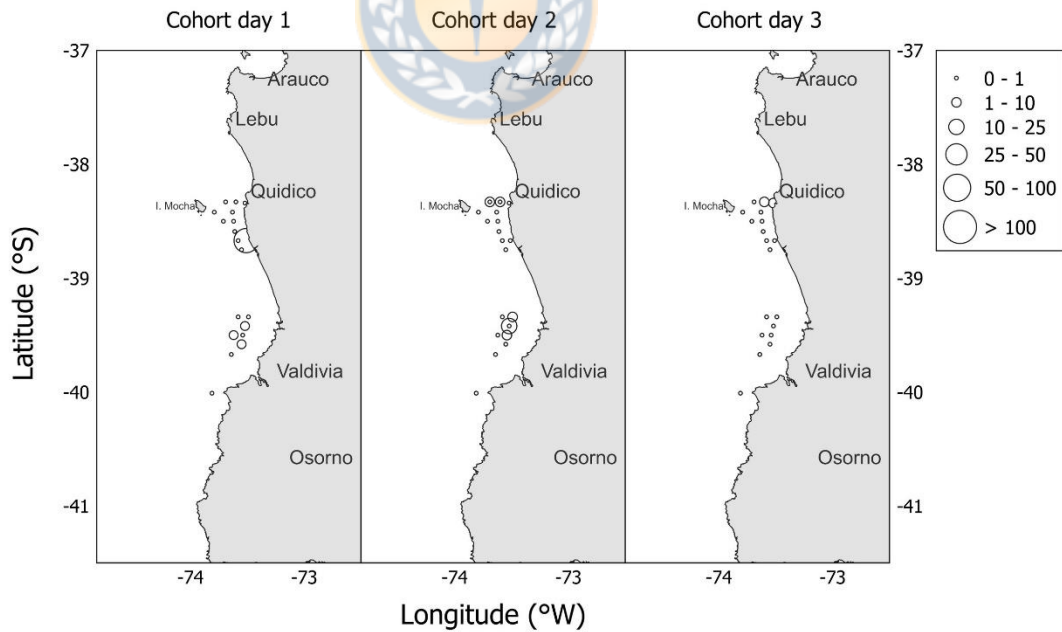 Cohort day 1
Cohort day 2
Cohort day 3
-37
-38
-39
-40
-41
Latitude (°S)
Arauco
Lebu
Quidico
I. Mocha
Valdivia
Osorno
Arauco
Lebu
Quidico
I. Mocha
Valdivia
Osorno
Arauco
Lebu
Quidico
I. Mocha
Valdivia
Osorno
-37
-38
-39
-40
-41
0 - 1
1 - 10
10 - 25
25 - 50
50 - 100
> 100
-74 -73 -74 -73 -74 -73
Longitude (°W)